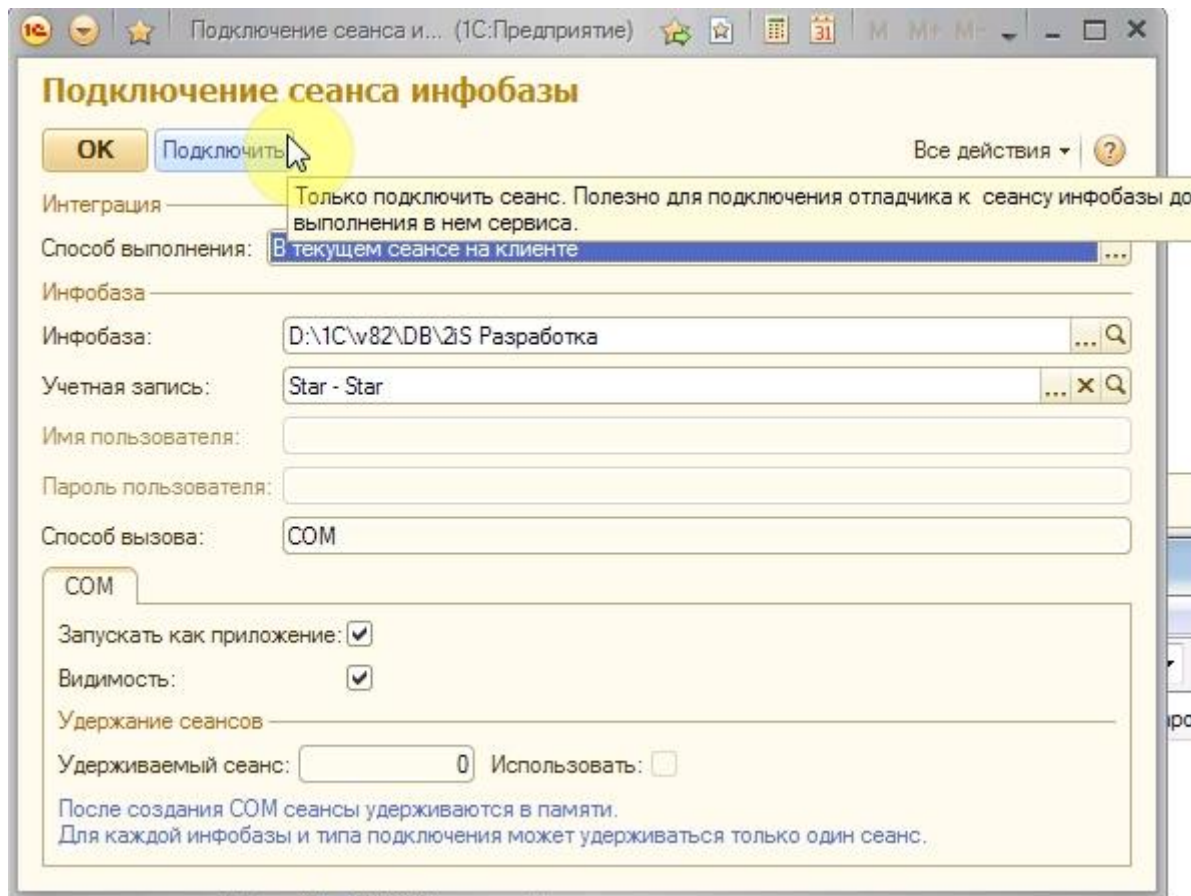 1С Подключение сеанса и... (1С:Предприятие) 31 M M+ M-
Подключение сеанса инфобазы
ОК Подключить Все действия ?
Только подключить сеанс. Полезно для подключения отладчика к сеансу инфобазы до
выполнения в нем сервиса.
Интеграция
Способ выполнения: В текущем сеансе на клиенте ...
Инфобаза
Инфобаза: D:\1C\v82\DB\2iS Разработка ...
Учетная запись: Star - Star ...
Имя пользователя:
Пароль пользователя:
Способ вызова: COM
COM
Запускать как приложение:
Видимость:
Удержание сеансов
Удерживаемый сеанс: 0 Использовать:
После создания COM сеансы удерживаются в памяти.
Для каждой инфобазы и типа подключения может удерживаться только один сеанс.